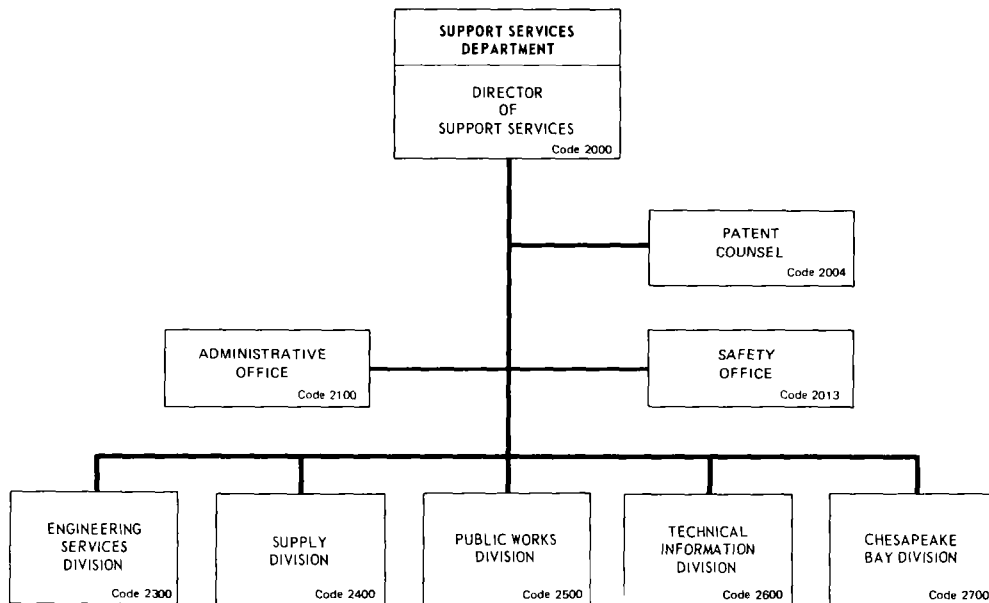 SUPPORT SERVICES
DEPARTMENT
DIRECTOR
OF
SUPPORT SERVICES
Code 2000
PATENT
COUNSEL
Code 2004
ADMINISTRATIVE
OFFICE
Code 2100
SAFETY
OFFICE
Code 2013
ENGINEERING
SERVICES
DIVISION
Code 2300
SUPPLY
DIVISION
Code 2400
PUBLIC WORKS
DIVISION
Code 2500
TECHNICAL
INFORMATION
DIVISION
Code 2600
CHESAPEAKE
BAY DIVISION
Code 2700